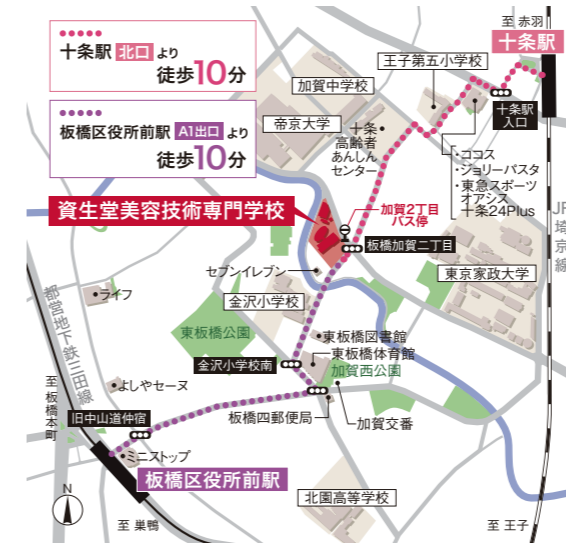 十条駅 北口 より
徒歩10分
板橋区役所前駅 A1出口 より
徒歩10分
至 赤羽
十条駅
王子第五小学校
加賀中学校
帝京大学
十条
高齢者
あんしん
センター
十条駅
入口
・ココス
・ジョリーパスタ
・東急スポーツ
オアシス
十条24Plus
JR埼京線
資生堂美容技術専門学校
加賀2丁目
バス停
板橋加賀二丁目
セブンイレブン
東京家政大学
金沢小学校
ライフ
都営地下鉄三田線
東板橋公園
東板橋図書館
東板橋体育館
加賀西公園
金沢小学校南
至 板橋本町
よしやセーヌ
旧中山道仲宿
板橋四郵便局
加賀交番
ミニストップ
板橋区役所前駅
北園高等学校
N
至 巣鴨
至 王子